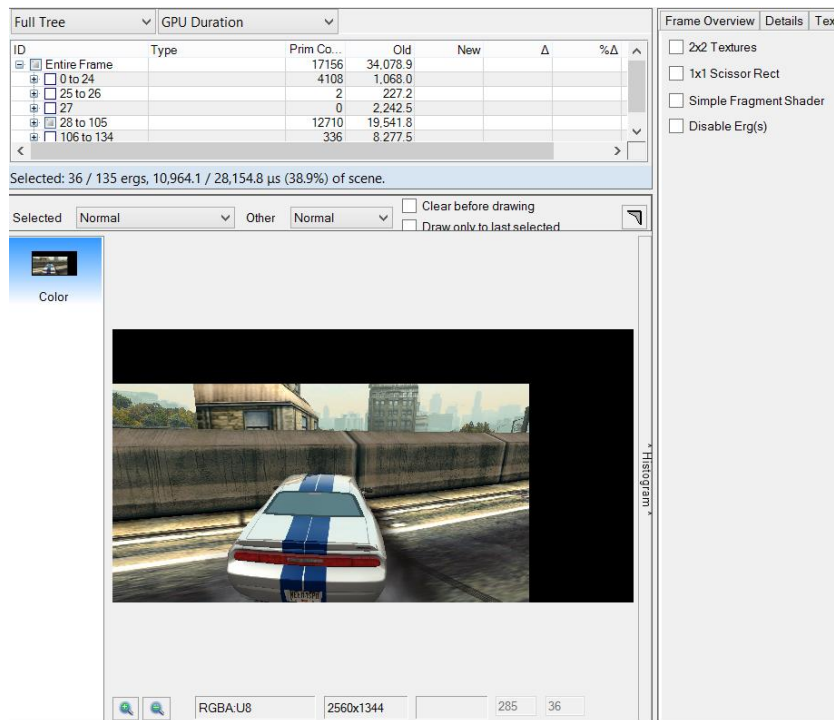 Full Tree GPU Duration
Frame Overview Details Tex
ID Type Prim Co... Old New Δ %Δ
Entire Frame 17156 34,078.9
0 to 24 4108 1,068.0
25 to 26 2 227.2
27 0 2,242.5
28 to 105 12710 19,541.8
106 to 134 336 8,277.5
2x2 Textures
1x1 Scissor Rect
Simple Fragment Shader
Disable Erg(s)
Selected: 36 / 135 ergs, 10,964.1 / 28,154.8 µs (38.9%) of scene.
Selected Normal Other Normal
Clear before drawing
Draw only to last selected
Color
Histogram
RGBA:U8 2560x1344 285 36